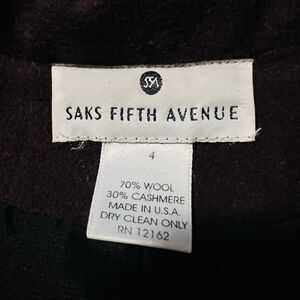 SFA
SAKS FIFTH AVENUE
4
70% WOOL
30% CASHMERE
MADE IN U.S.A.
DRY CLEAN ONLY
RN 12162